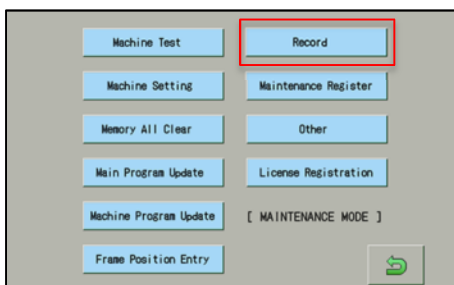 Machine Test
Record
Machine Setting
Maintenance Register
Memory All Clear
Other
Main Program Update
License Registration
Machine Program Update
[ MAINTENANCE MODE ]
Frame Position Entry